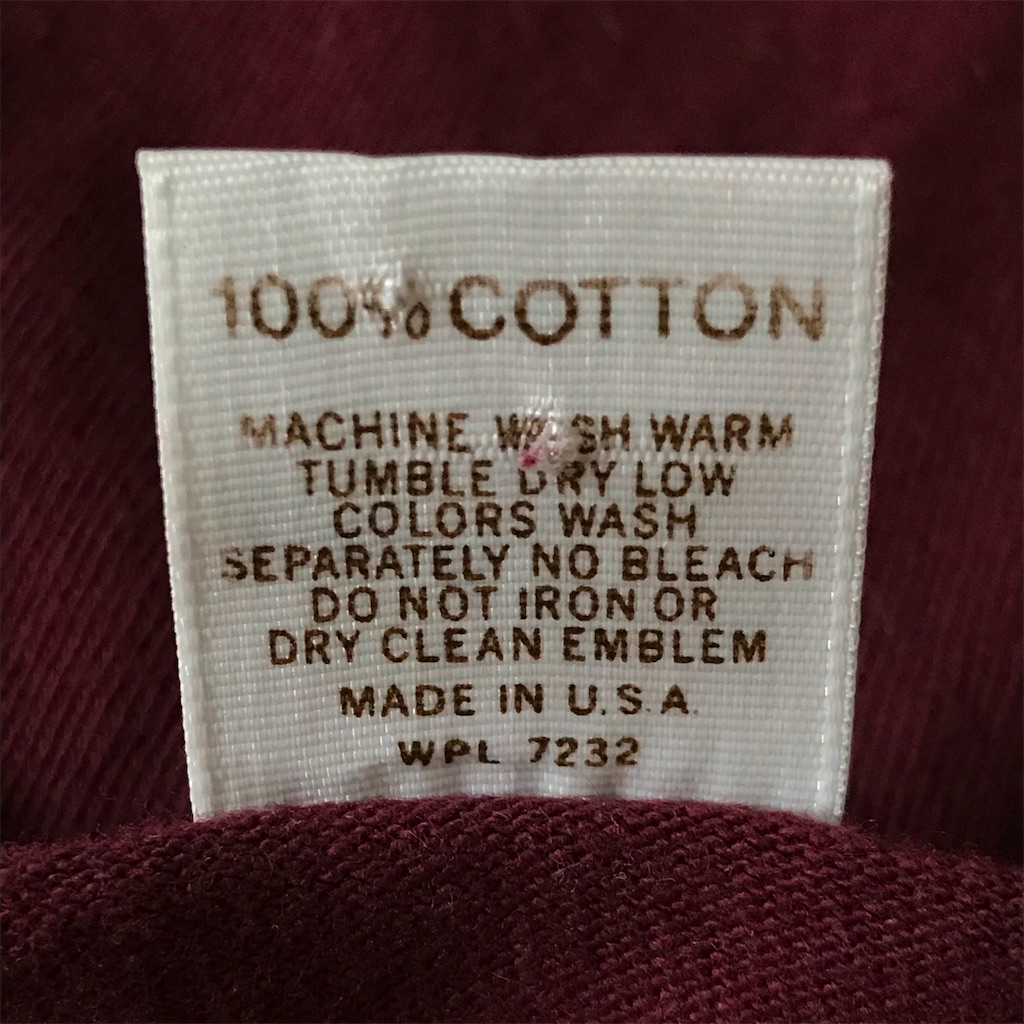 100% COTTON
MACHINE WASH WARM
TUMBLE DRY LOW
COLORS WASH
SEPARATELY NO BLEACH
DO NOT IRON OR
DRY CLEAN EMBLEM
MADE IN U.S.A.
WPL 7232